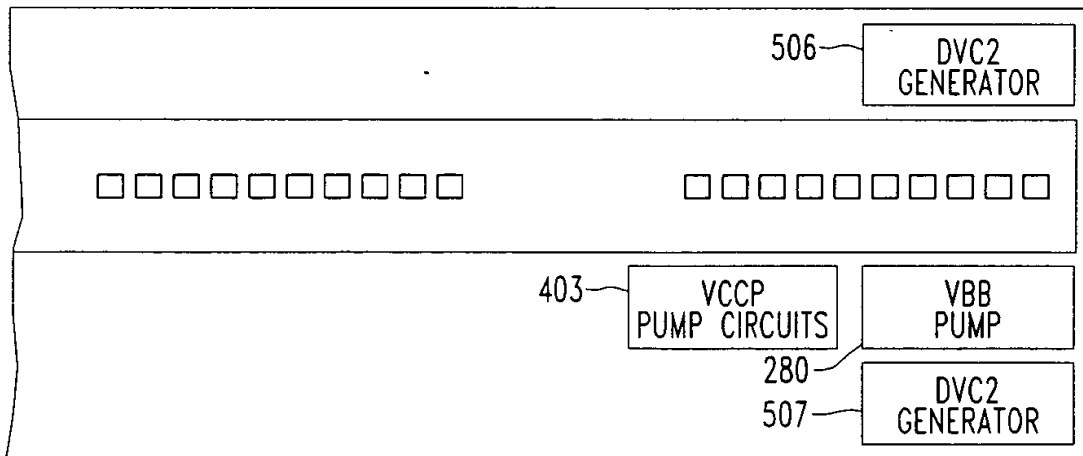 506
DVC2
GENERATOR
403
VCCP
PUMP CIRCUITS
VBB
PUMP
280
507
DVC2
GENERATOR